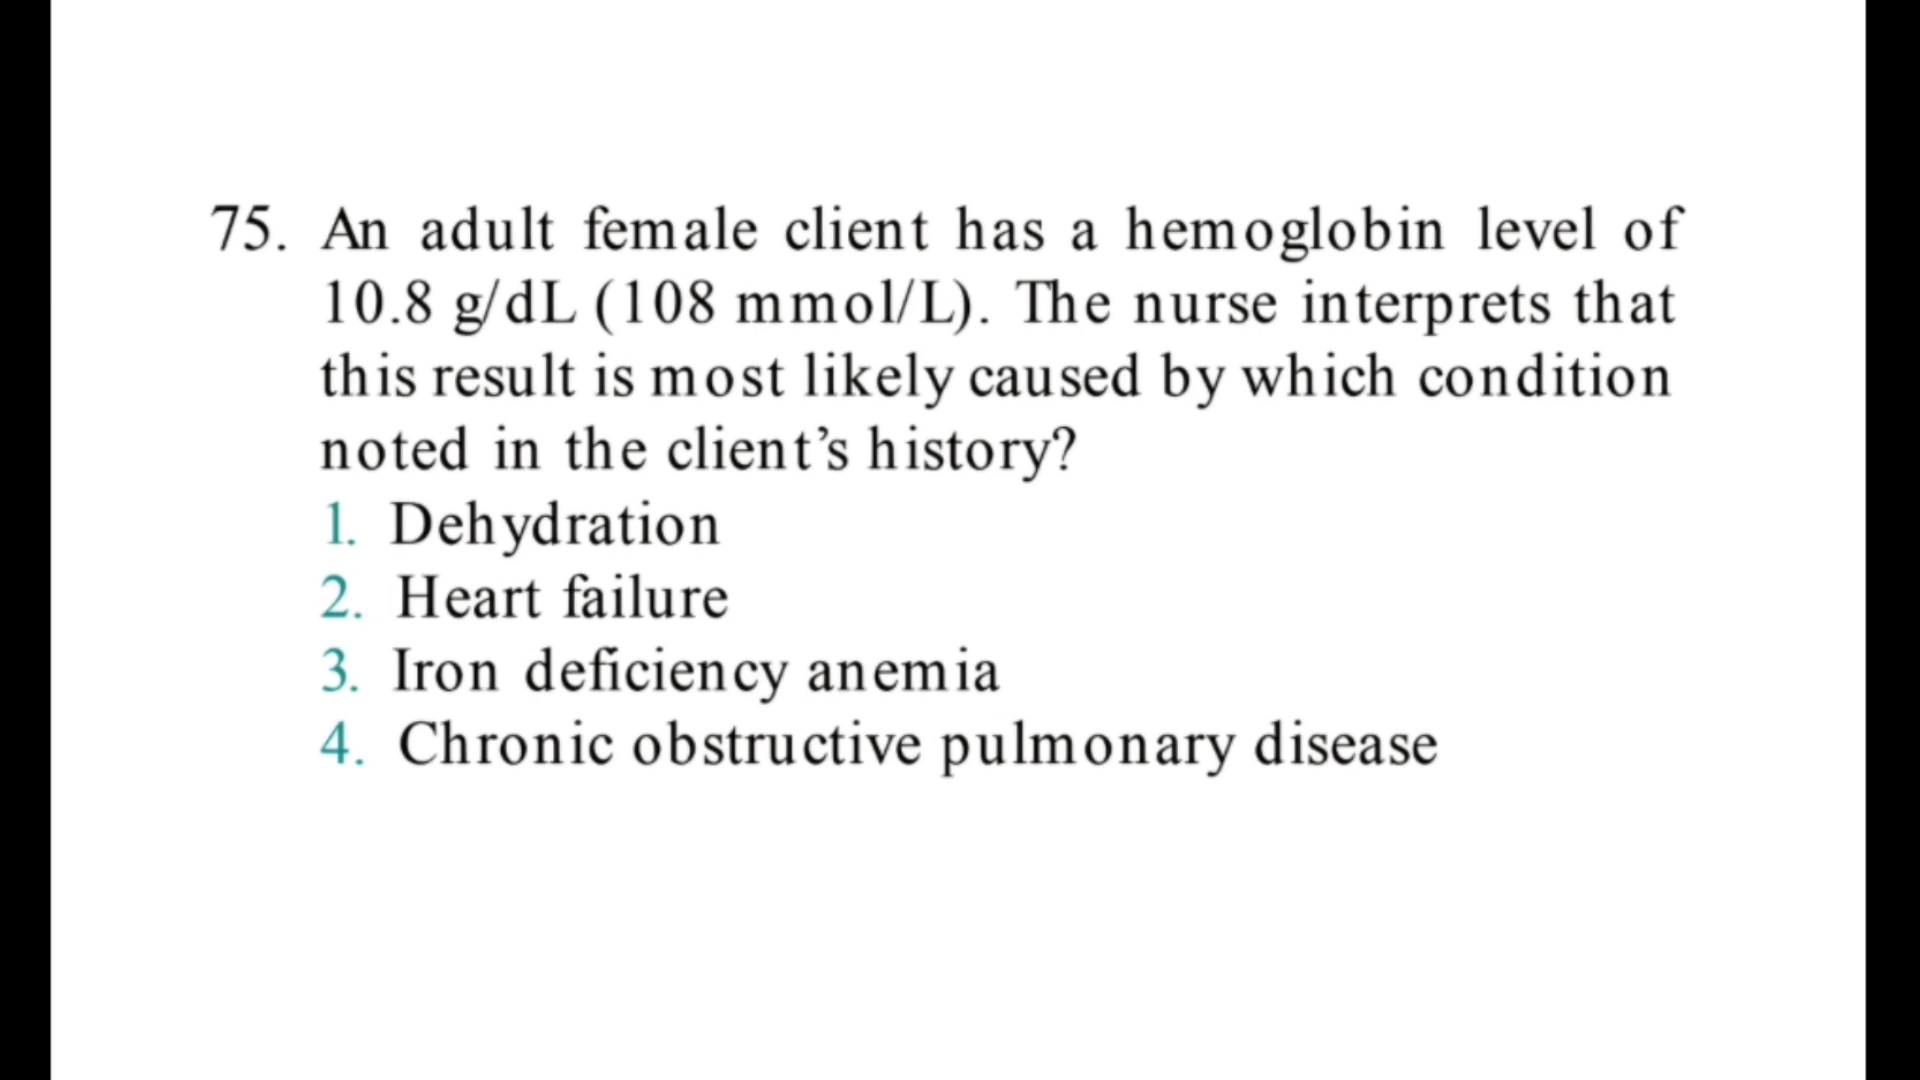 75. An adult female client has a hemoglobin level of
10.8 g/dL (108 mmol/L). The nurse interprets that
this result is most likely caused by which condition
noted in the client’s history?
1. Dehydration
2. Heart failure
3. Iron deficiency anemia
4. Chronic obstructive pulmonary disease